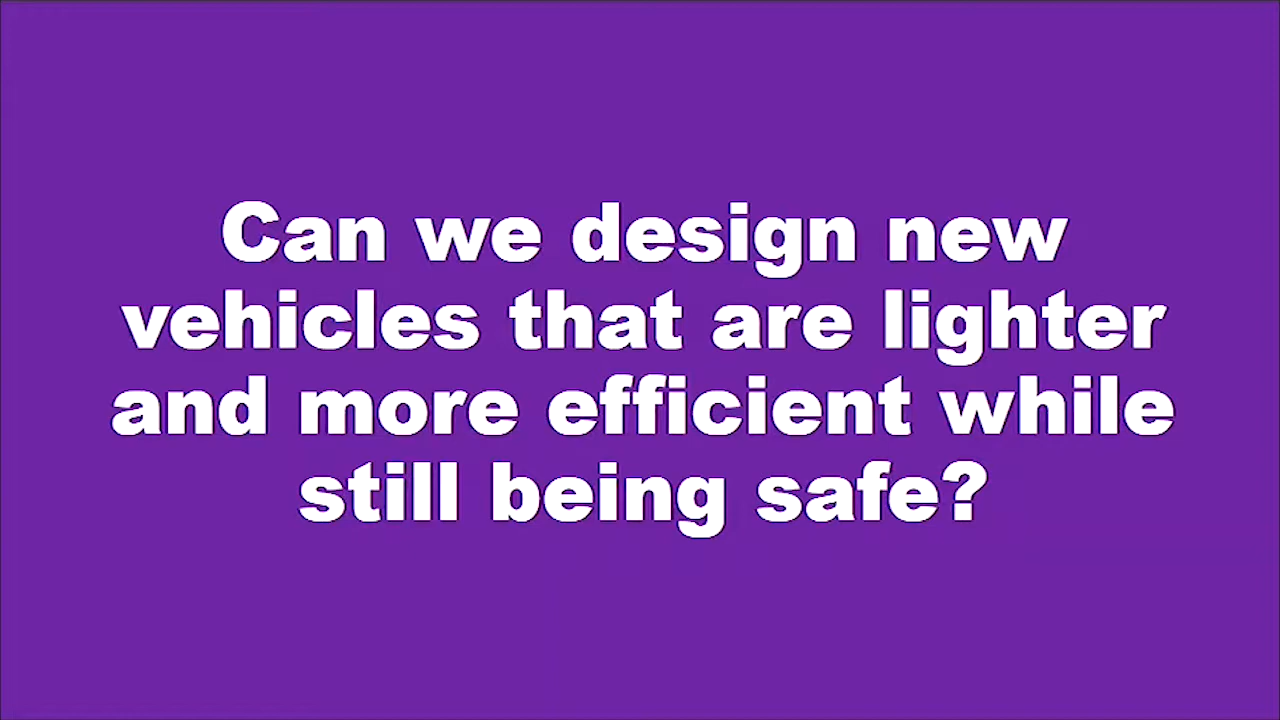 Can we design new
vehicles that are lighter
and more efficient while
still being safe?